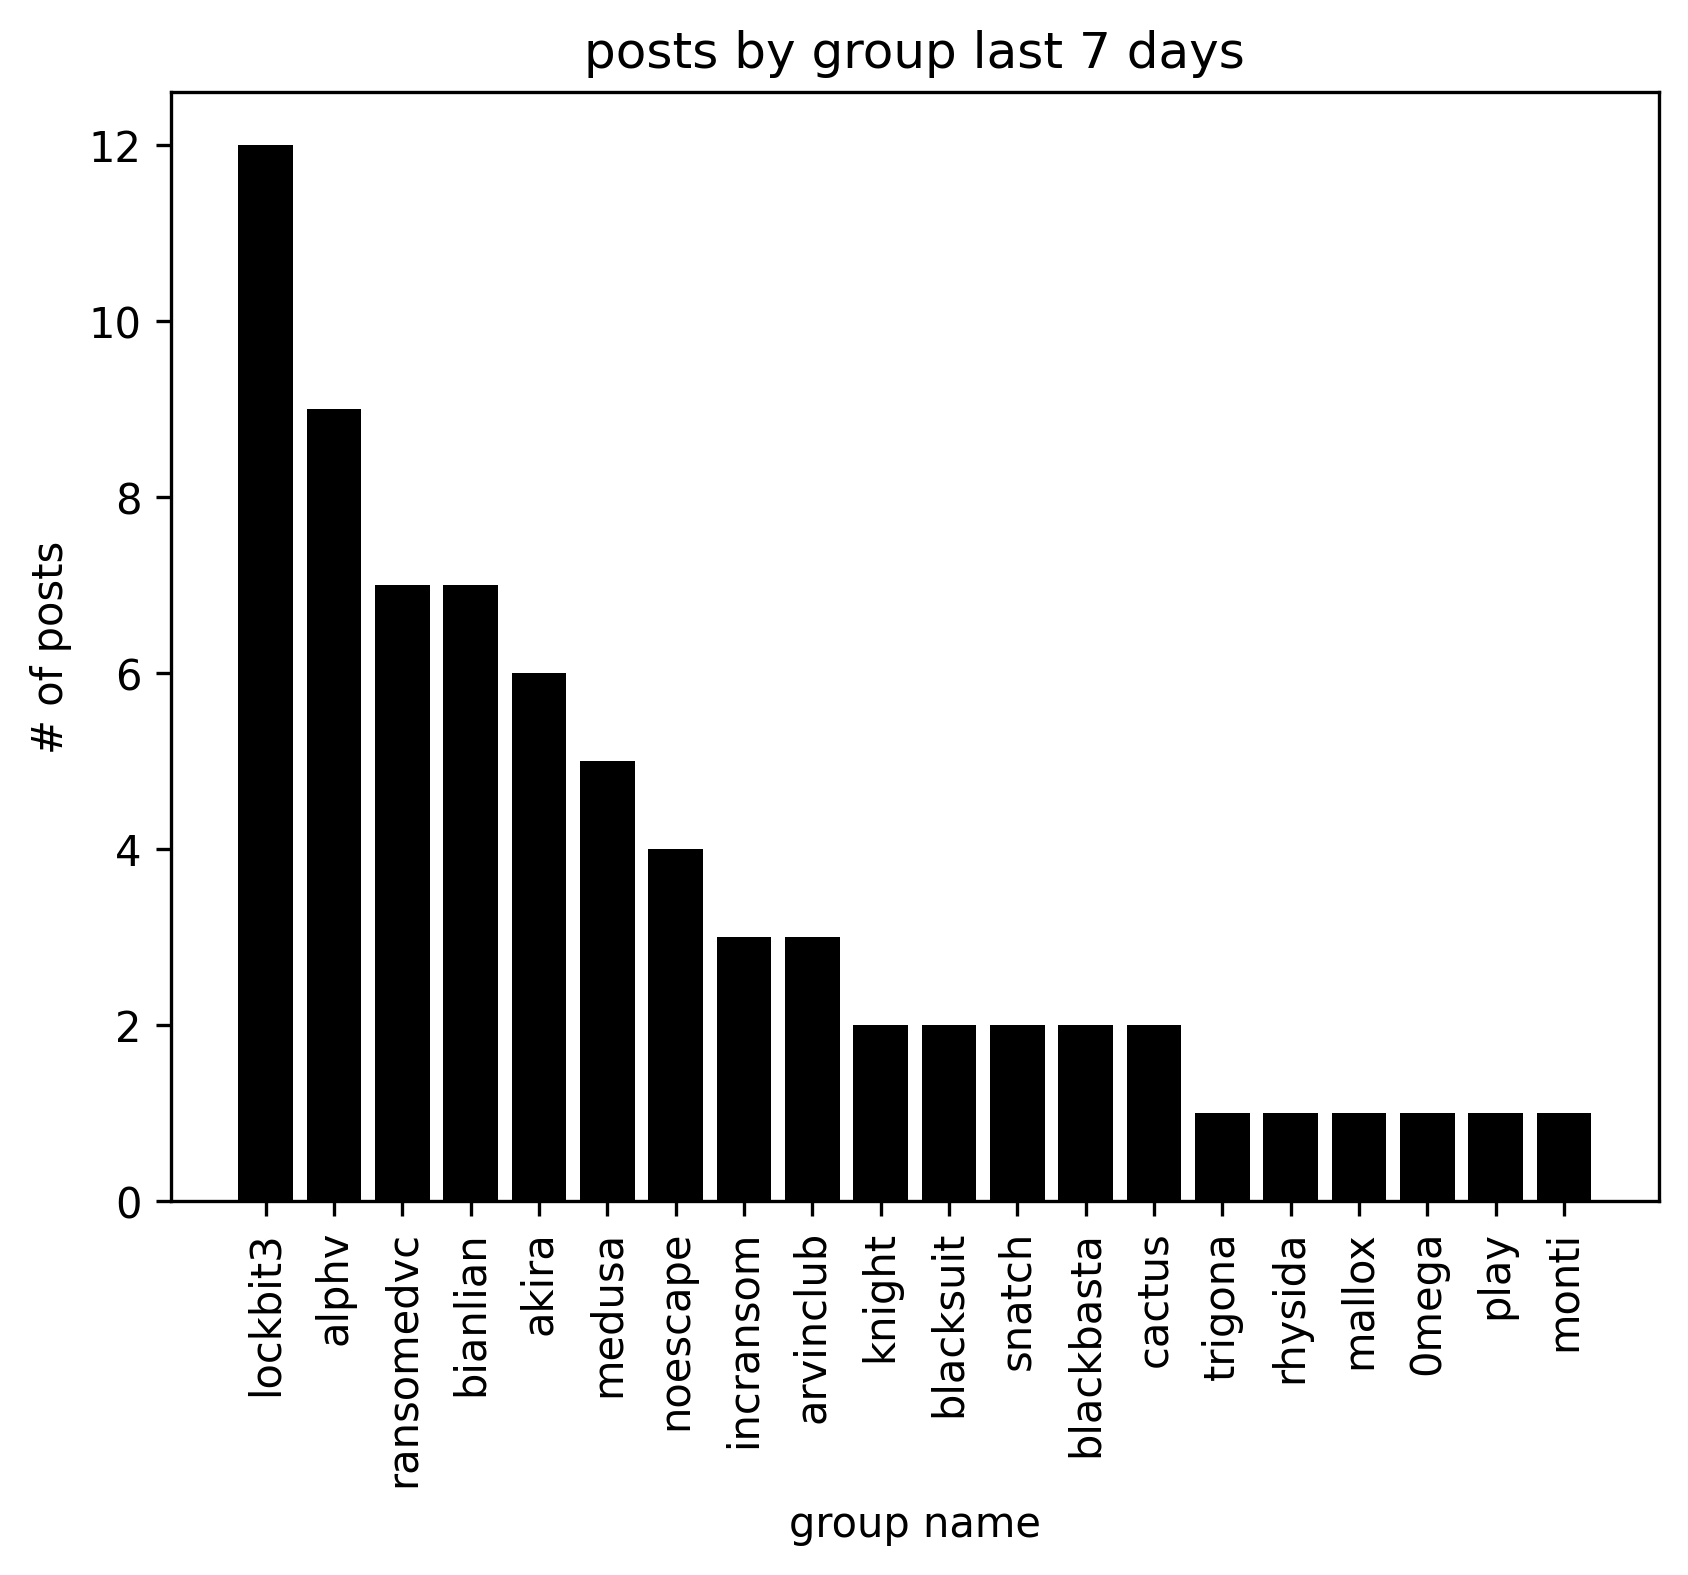 posts by group last 7 days
12
10
8
6
4
2
0
# of posts
lockbit3
alphv
ransomedvc
bianlian
akira
medusa
noescape
incransom
arvinclub
knight
blacksuit
snatch
blackbasta
cactus
trigona
rhysida
mallox
0mega
play
monti
group name